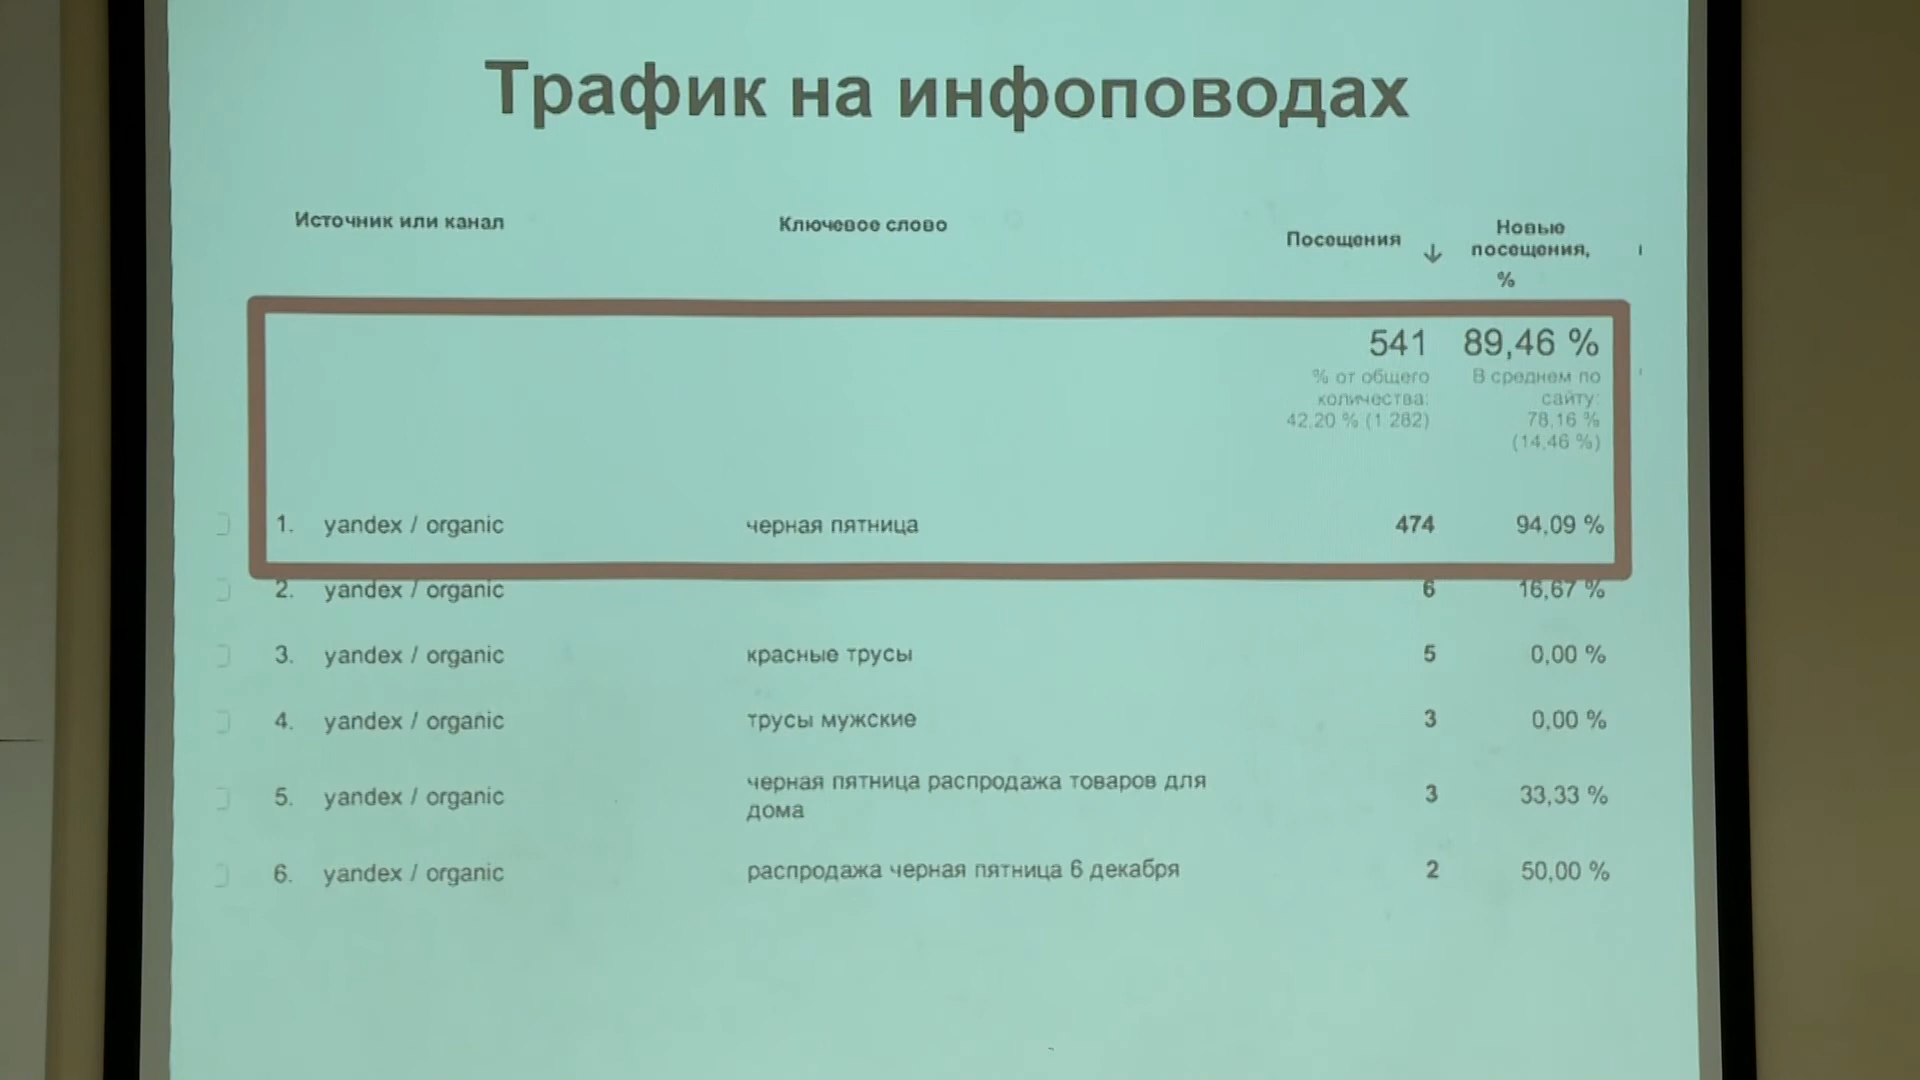 Трафик на инфоповодах
Источник или канал
Ключевое слово
Посещения ↓
Новые
посещения,
%
541
% от общего
количества:
42,20 % (1 282)
89,46 %
В среднем по
сайту:
78,16 %
(14,46 %)
1. yandex / organic черная пятница 474 94,09 %
2. yandex / organic 6 16,67 %
3. yandex / organic красные трусы 5 0,00 %
4. yandex / organic трусы мужские 3 0,00 %
5. yandex / organic черная пятница распродажа товаров для
дома 3 33,33 %
6. yandex / organic распродажа черная пятница 6 декабря 2 50,00 %